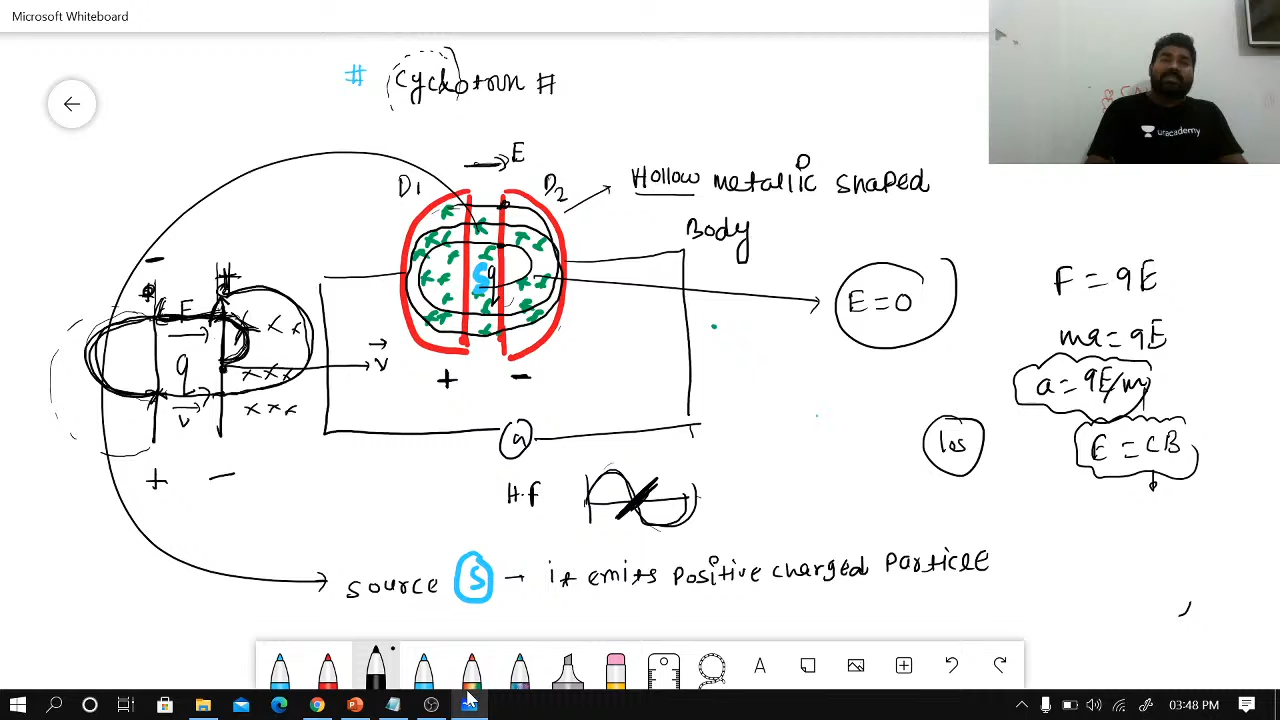 Microsoft Whiteboard
# Cyclotron #
E
D1
D2
Hollow metallic D shaped
Body
uracademy
- +
E
q
v
× ×
× × ×
× × ×
+ -
v
S q
+ -
E = 0
F = qE
ma = qE
a = qE/m
los
E = CB
H.f
source S → it emits positive charged particle
A
03:48 PM